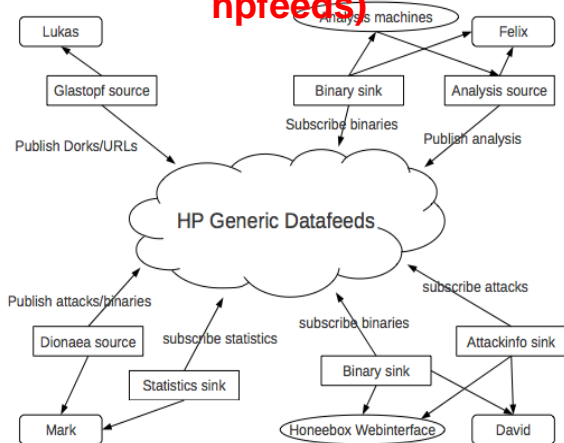 hpfeeds)
Analysis machines
Lukas
Felix
Glastopf source
Binary sink
Analysis source
Subscribe binaries
Publish Dorks/URLs
Publish analysis
HP Generic Datafeeds
Publish attacks/binaries
subscribe attacks
subscribe statistics
subscribe binaries
Dionaea source
Attackinfo sink
Statistics sink
Binary sink
Mark
Honeebox Webinterface
David